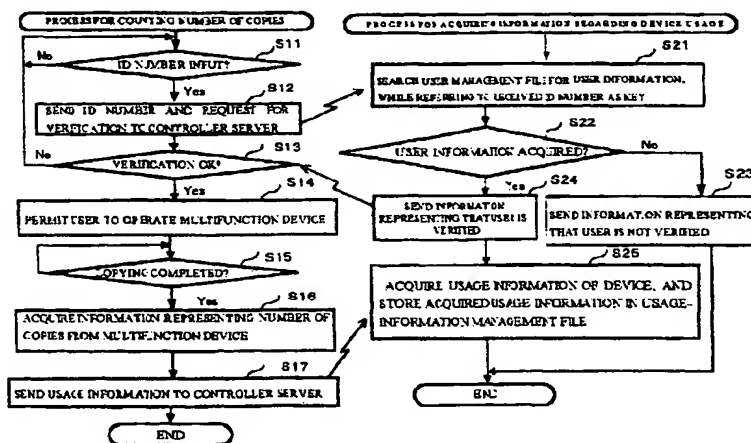 PROCESS FOR COUNTING NUMBER OF COPIES
S11
No
ID NUMBER INPUT?
Yes
S12
SEND ID NUMBER AND REQUEST FOR
VERIFICATION TO CONTROLLER SERVER
S13
No
VERIFICATION OK?
Yes
S14
PERMIT USER TO OPERATE MULTIFUNCTION DEVICE
S15
OPYING COMPLETED?
Yes
S16
ACQUIRE INFORMATION REPRESENTING NUMBER OF
COPIES FROM MULTIFUNCTION DEVICE
S17
SEND USAGE INFORMATION TO CONTROLLER SERVER
END
PROCESS FOR ACQUIRING INFORMATION REGARDING DEVICE USAGE
S21
SEARCH USER MANAGEMENT FILE FOR USER INFORMATION,
WHILE REFERRING TO RECEIVED ID NUMBER AS KEY
S22
USER INFORMATION ACQUIRED?
No
Yes
S24
S23
SEND INFORMATION
REPRESENTING THAT USER IS
VERIFIED
SEND INFORMATION REPRESENTING
THAT USER IS NOT VERIFIED
S25
ACQUIRE USAGE INFORMATION OF DEVICE, AND
STORE ACQUIRED USAGE INFORMATION IN USAGE-
INFORMATION MANAGEMENT FILE
END